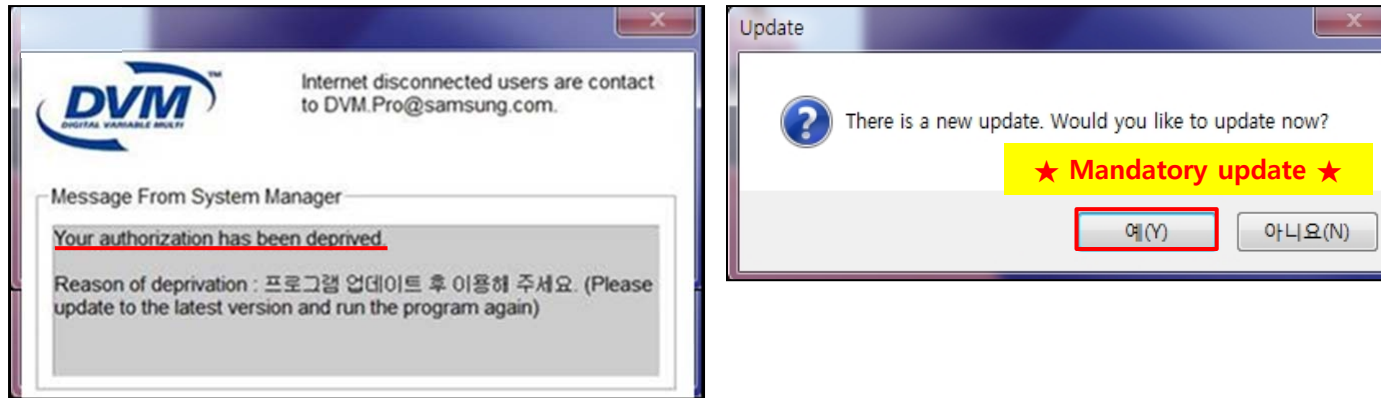 DVM™
DIGITAL VARIABLE MULTI
Internet disconnected users are contact
to DVM.Pro@samsung.com.
Message From System Manager
Your authorization has been deprived.
Reason of deprivation : 프로그램 업데이트 후 이용해 주세요. (Please
update to the latest version and run the program again)
Update
There is a new update. Would you like to update now?
★ Mandatory update ★
예(Y)
아니요(N)